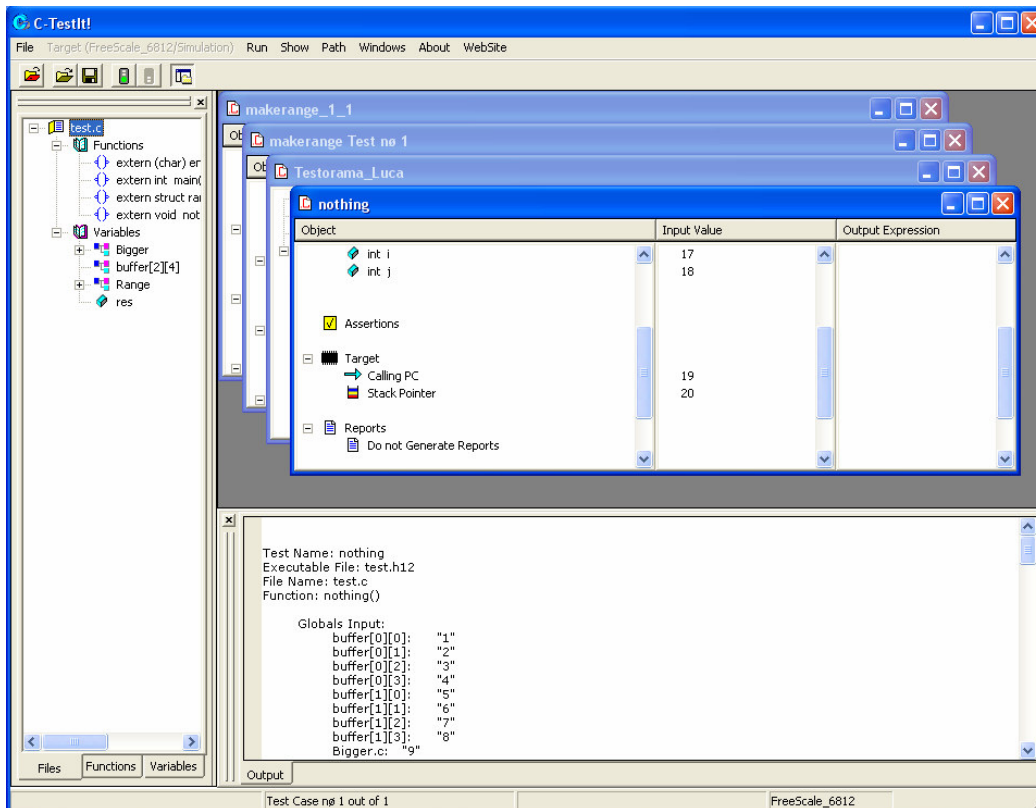 C-TestIt!
File Target (FreeScale_6812/Simulation) Run Show Path Windows About WebSite
test.c
Functions
extern (char) er
extern int main(
extern struct rai
extern void not
Variables
Bigger
buffer[2][4]
Range
res
Files Functions Variables
makerange_1_1
Ob
makerange Test nø 1
Ob
Testorama_Luca
nothing
Object Input Value Output Expression
int i 17
int j 18
Assertions
Target
Calling PC 19
Stack Pointer 20
Reports
Do not Generate Reports
Test Name: nothing
Executable File: test.h12
File Name: test.c
Function: nothing()
Globals Input:
buffer[0][0]: "1"
buffer[0][1]: "2"
buffer[0][2]: "3"
buffer[0][3]: "4"
buffer[1][0]: "5"
buffer[1][1]: "6"
buffer[1][2]: "7"
buffer[1][3]: "8"
Bigger.c: "9"
Output
Test Case nø 1 out of 1 FreeScale_6812